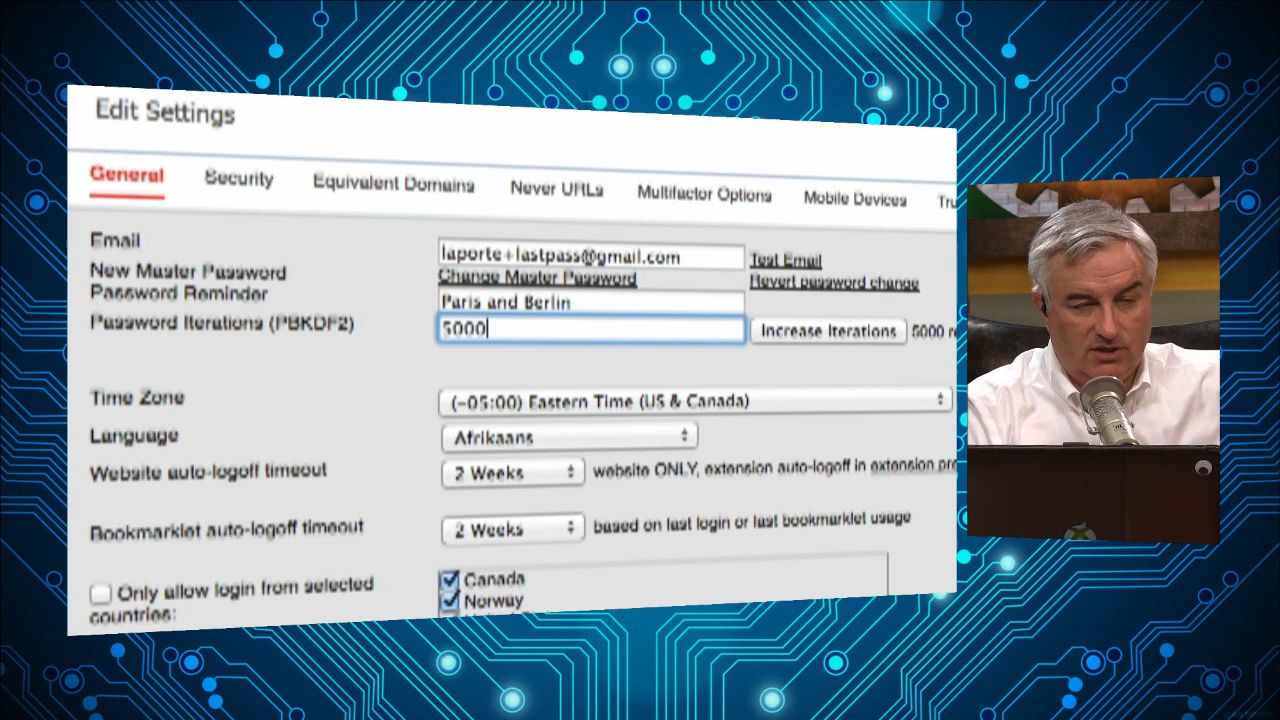 Edit Settings
General Security Equivalent Domains Never URLs Multifactor Options Mobile Devices
Email laporte+lastpass@gmail.com Test Email
New Master Password Change Master Password Revert password change
Password Reminder Paris and Berlin
Password Iterations (PBKDF2) 5000 Increase Iterations 5000
Time Zone (-05:00) Eastern Time (US & Canada)
Language Afrikaans
Website auto-logoff timeout 2 Weeks website ONLY, extension auto-logoff in extension
Bookmarklet auto-logoff timeout 2 Weeks based on last login or last bookmarklet usage
Only allow login from selected countries: Canada
Norway